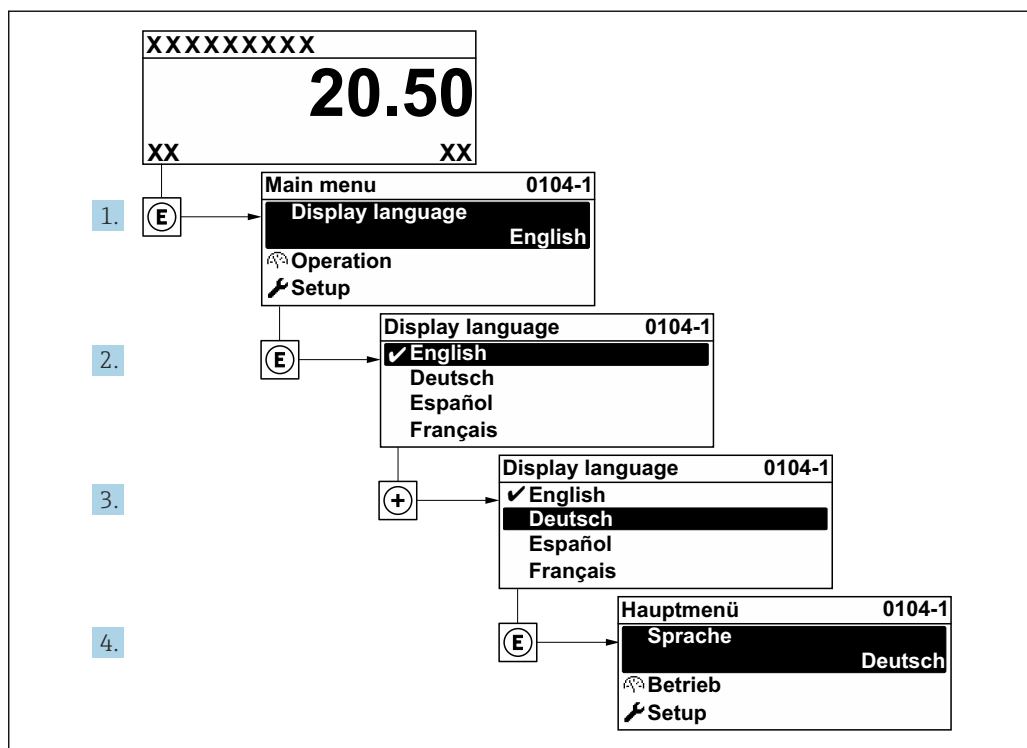 XXXXXXXXX
20.50
XX XX
1. E
Main menu 0104-1
Display language
English
Operation
Setup
2. E
Display language 0104-1
✔English
Deutsch
Español
Français
3. +
Display language 0104-1
✔English
Deutsch
Español
Français
4. E
Hauptmenü 0104-1
Sprache
Deutsch
Betrieb
Setup